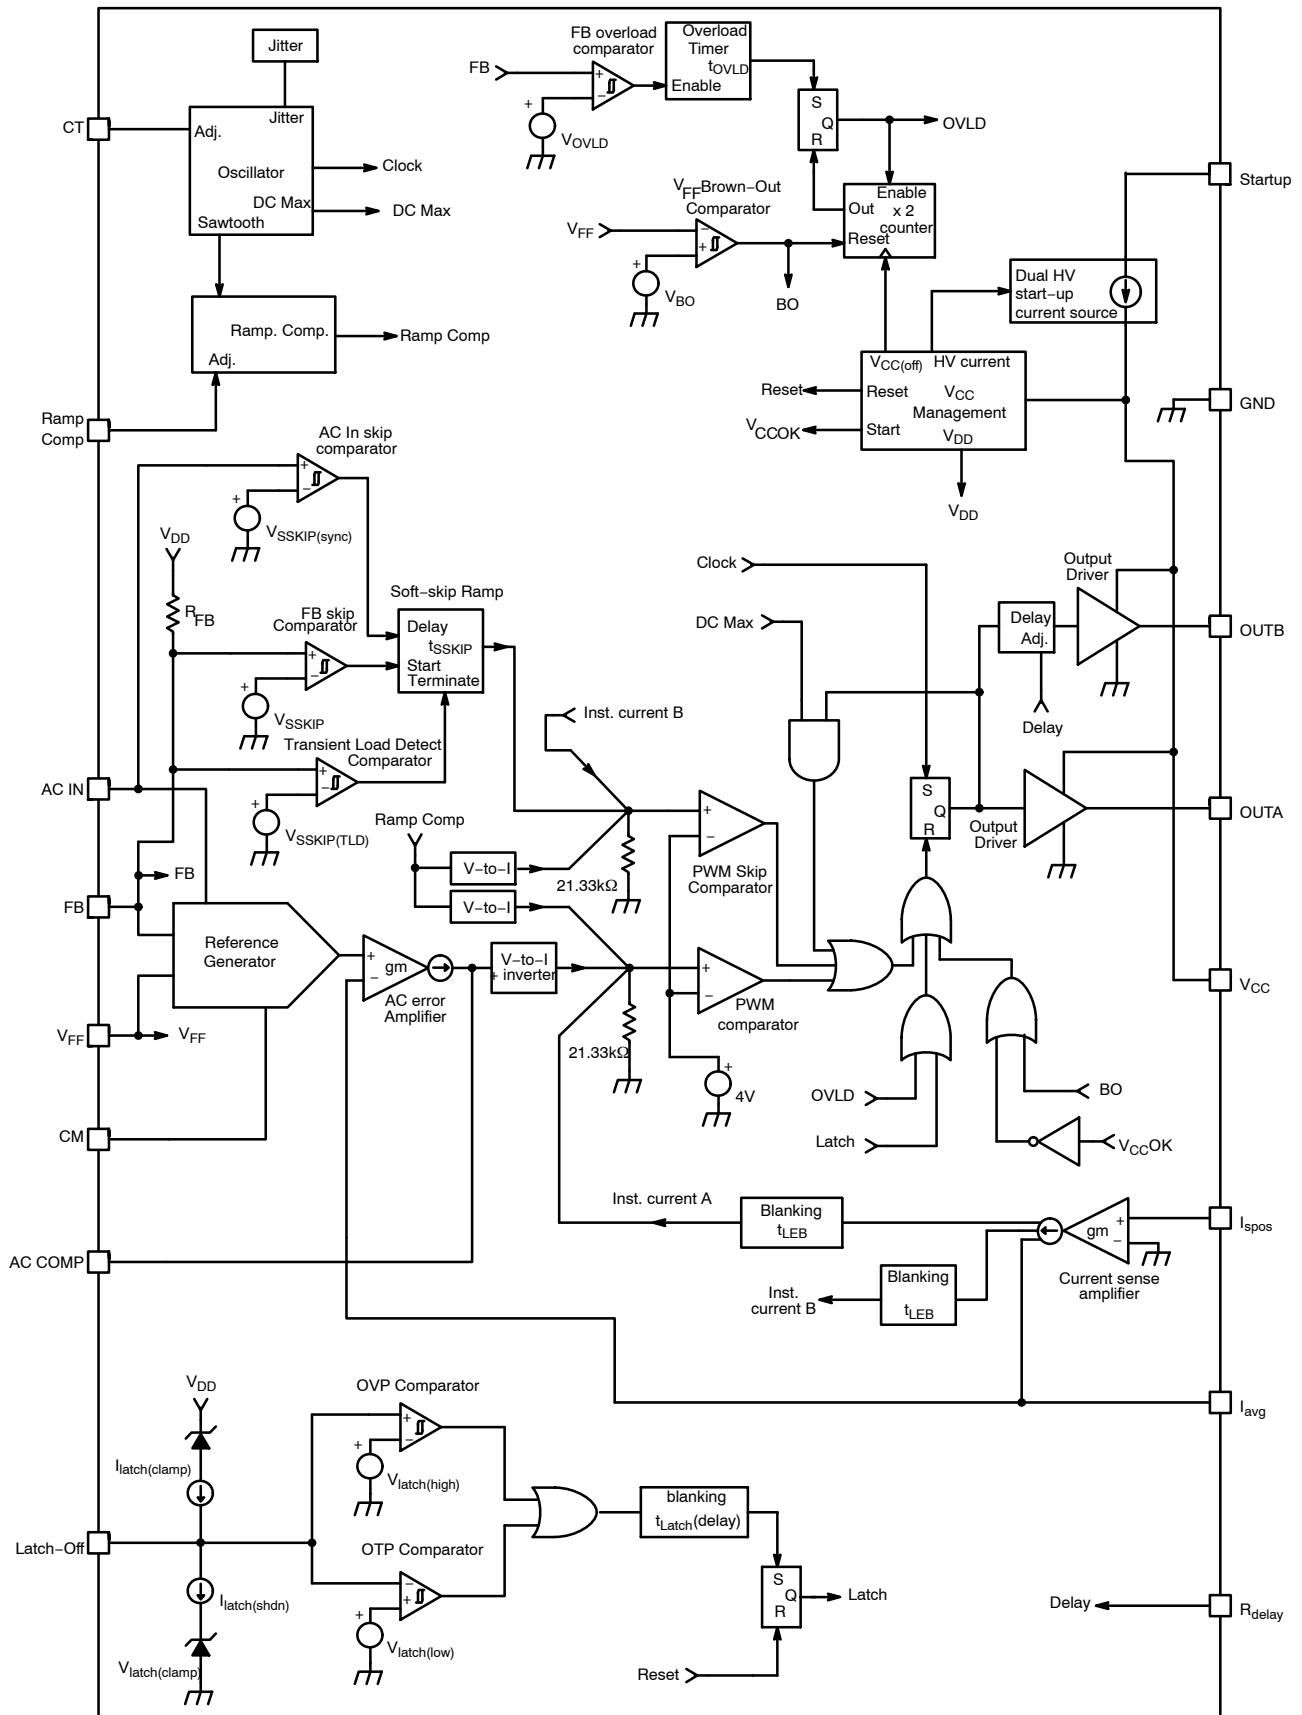 Jitter
CT
Adj.
Jitter
Oscillator
DC Max
Sawtooth
Clock
DC Max
Ramp. Comp.
Adj.
Ramp Comp
Ramp
Comp
FB overload
comparator
FB
+
−
+
VOVLD
Overload
Timer
tOVLD
Enable
S
Q
R
OVLD
VFF Brown−Out
Comparator
VFF
−
+
+
VBO
BO
Enable
x 2
counter
Out
Reset
Startup
Dual HV
start−up
current source
VCC(off)
HV current
Reset
VCC
Management
Start
VDD
Reset
VCCOK
VDD
GND
AC In skip
comparator
+
−
+
VSSKIP(sync)
VDD
RFB
FB skip
Comparator
+
−
+
VSSKIP
Soft−skip Ramp
Delay
tSSKIP
Start
Terminate
Transient Load Detect
Comparator
+
−
+
VSSKIP(TLD)
Clock
DC Max
Inst. current B
Output
Driver
Delay
Adj.
Delay
OUTB
AC IN
Ramp Comp
V−to−I
V−to−I
21.33kΩ
+
−
PWM Skip
Comparator
S
Q
R
Output
Driver
OUTA
FB
FB
Reference
Generator
+
−
gm
AC error
Amplifier
V−to−I
+ inverter
21.33kΩ
+
−
PWM
comparator
+
4V
VCC
VFF
VFF
CM
OVLD
Latch
BO
VCCOK
Inst. current A
Blanking
tLEB
gm
+
−
Ispos
Current sense
amplifier
AC COMP
Inst.
current B
Blanking
tLEB
Iavg
VDD
Ilatch(clamp)
Latch−Off
Ilatch(shdn)
Vlatch(clamp)
OVP Comparator
+
−
+
Vlatch(high)
OTP Comparator
−
+
+
Vlatch(low)
blanking
tLatch(delay)
S
Q
R
Latch
Reset
Delay
Rdelay